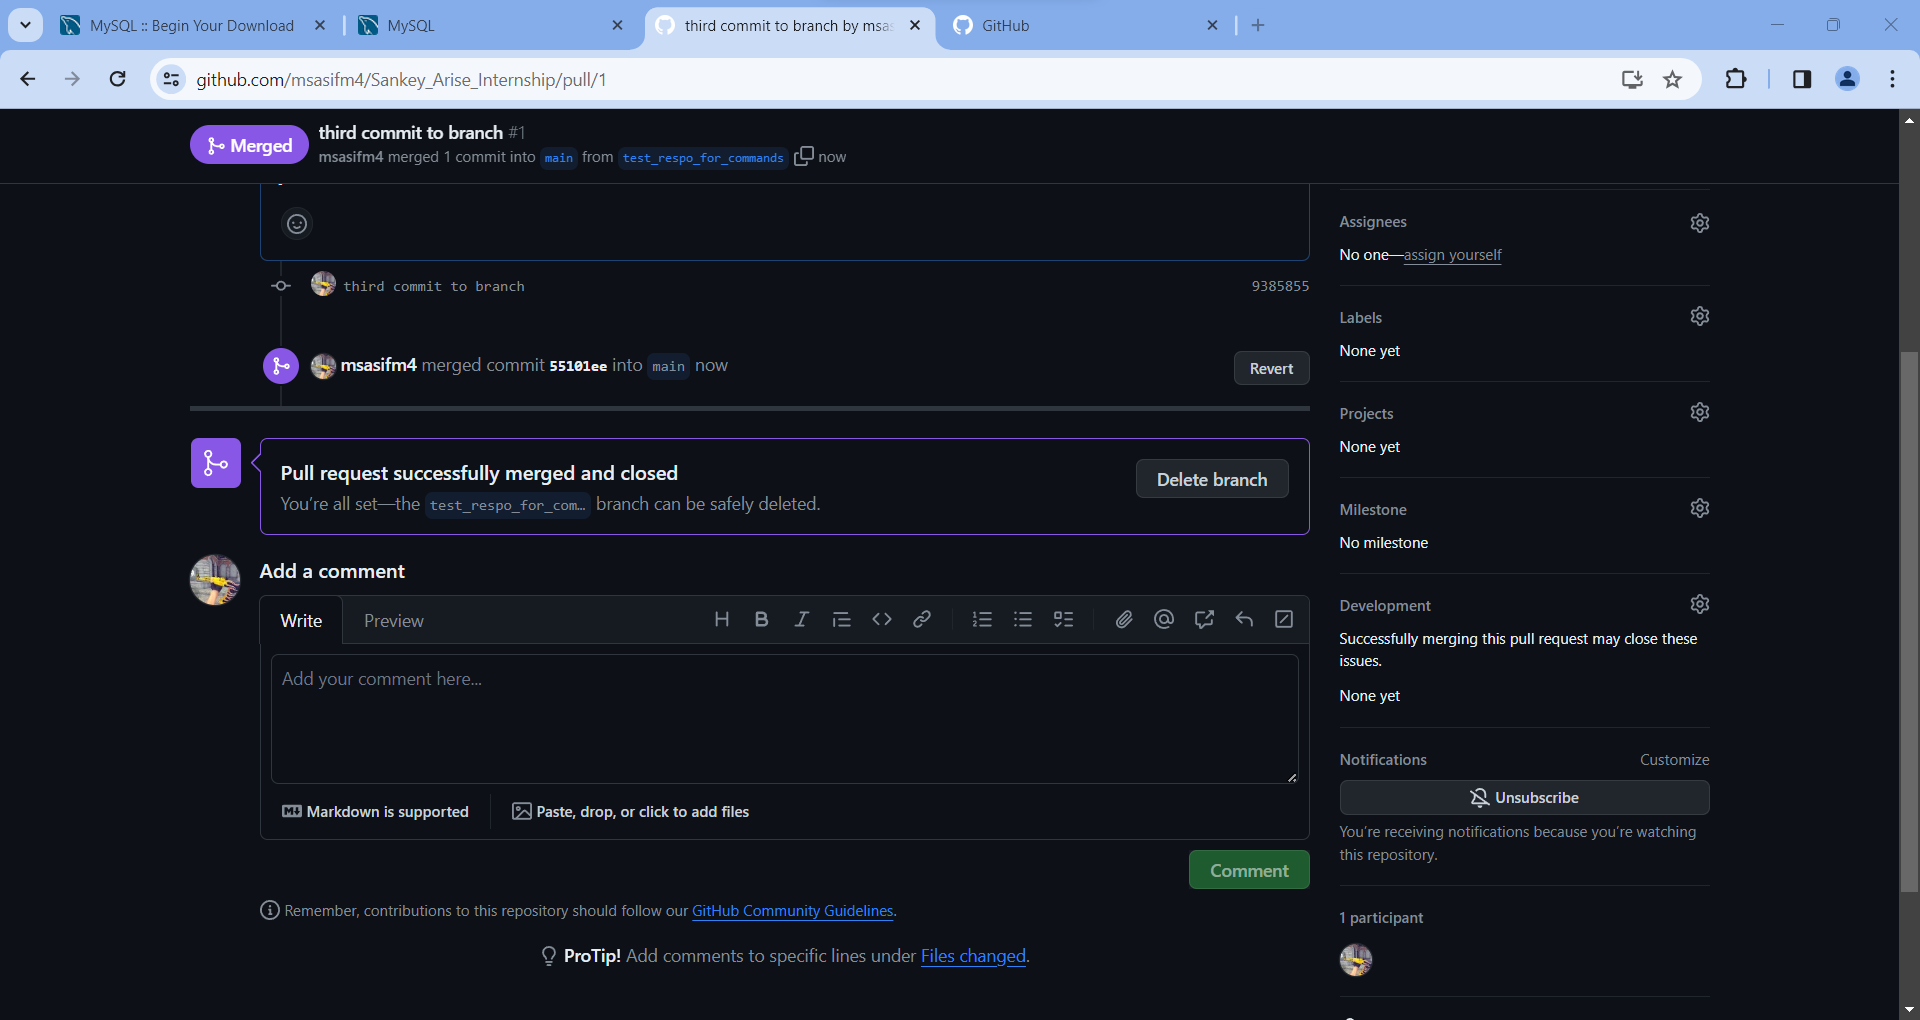 MySQL :: Begin Your Download
MySQL
third commit to branch by msas
GitHub
github.com/msasifm4/Sankey_Arise_Internship/pull/1
Merged
third commit to branch #1
msasifm4 merged 1 commit into main from test_respo_for_commands now
third commit to branch 9385855
msasifm4 merged commit 55101ee into main now
Revert
Pull request successfully merged and closed
You're all set—the test_respo_for_com… branch can be safely deleted.
Delete branch
Add a comment
Write
Preview
Add your comment here...
Markdown is supported
Paste, drop, or click to add files
Comment
Remember, contributions to this repository should follow our GitHub Community Guidelines.
ProTip! Add comments to specific lines under Files changed.
Assignees
No one—assign yourself
Labels
None yet
Projects
None yet
Milestone
No milestone
Development
Successfully merging this pull request may close these
issues.
None yet
Notifications
Customize
Unsubscribe
You're receiving notifications because you're watching
this repository.
1 participant